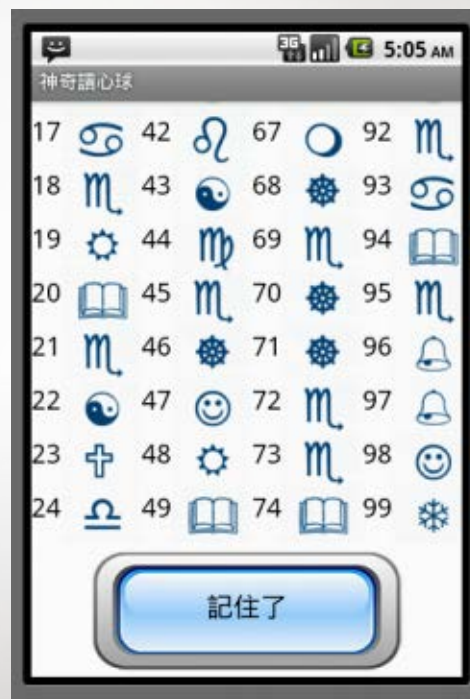 3G 5:05 AM
神奇讀心球
17 ♋ 42 ♌ 67 ❍ 92 ♏
18 ♏ 43 ☯ 68 ☸ 93 ♋
19 ☼ 44 ♍ 69 ♏ 94 🕮
20 🕮 45 ♏ 70 ☸ 95 ♏
21 ♏ 46 ☸ 71 ☸ 96 🔔
22 ☯ 47 ☺ 72 ♏ 97 🔔
23 ✞ 48 ☼ 73 ♏ 98 ☺
24 ♎ 49 🕮 74 🕮 99 ❄
記住了